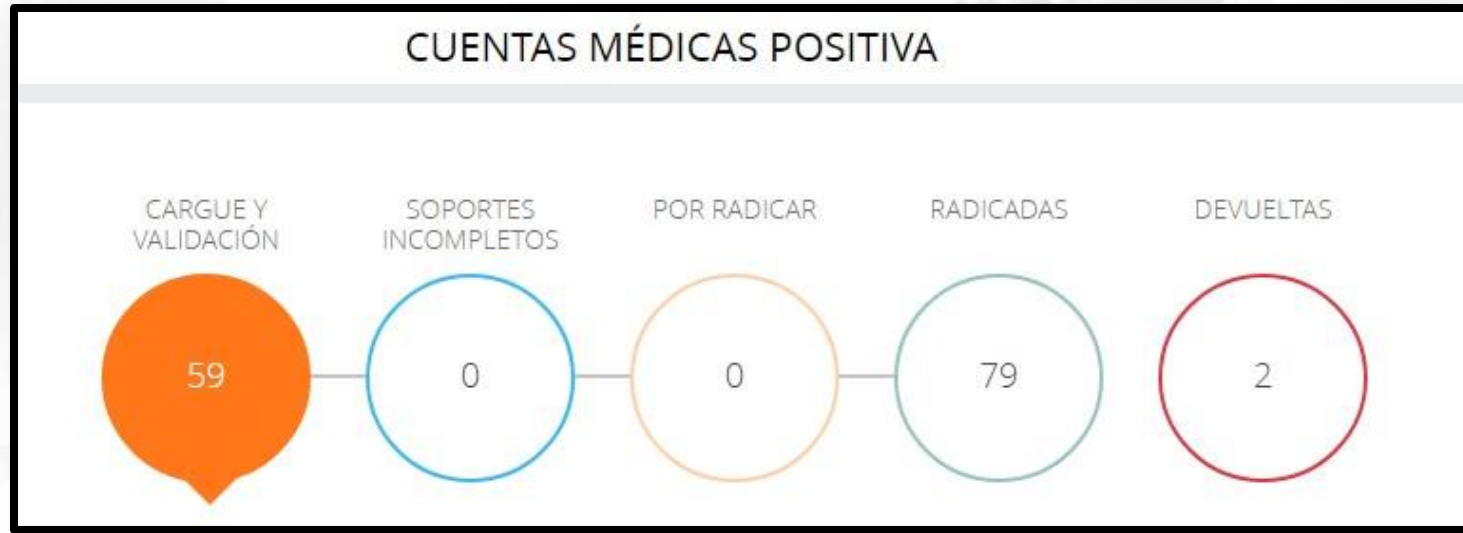 CUENTAS MÉDICAS POSITIVA
CARGUE Y
VALIDACIÓN
SOPORTES
INCOMPLETOS
POR RADICAR
RADICADAS
DEVUELTAS
59
0
0
79
2